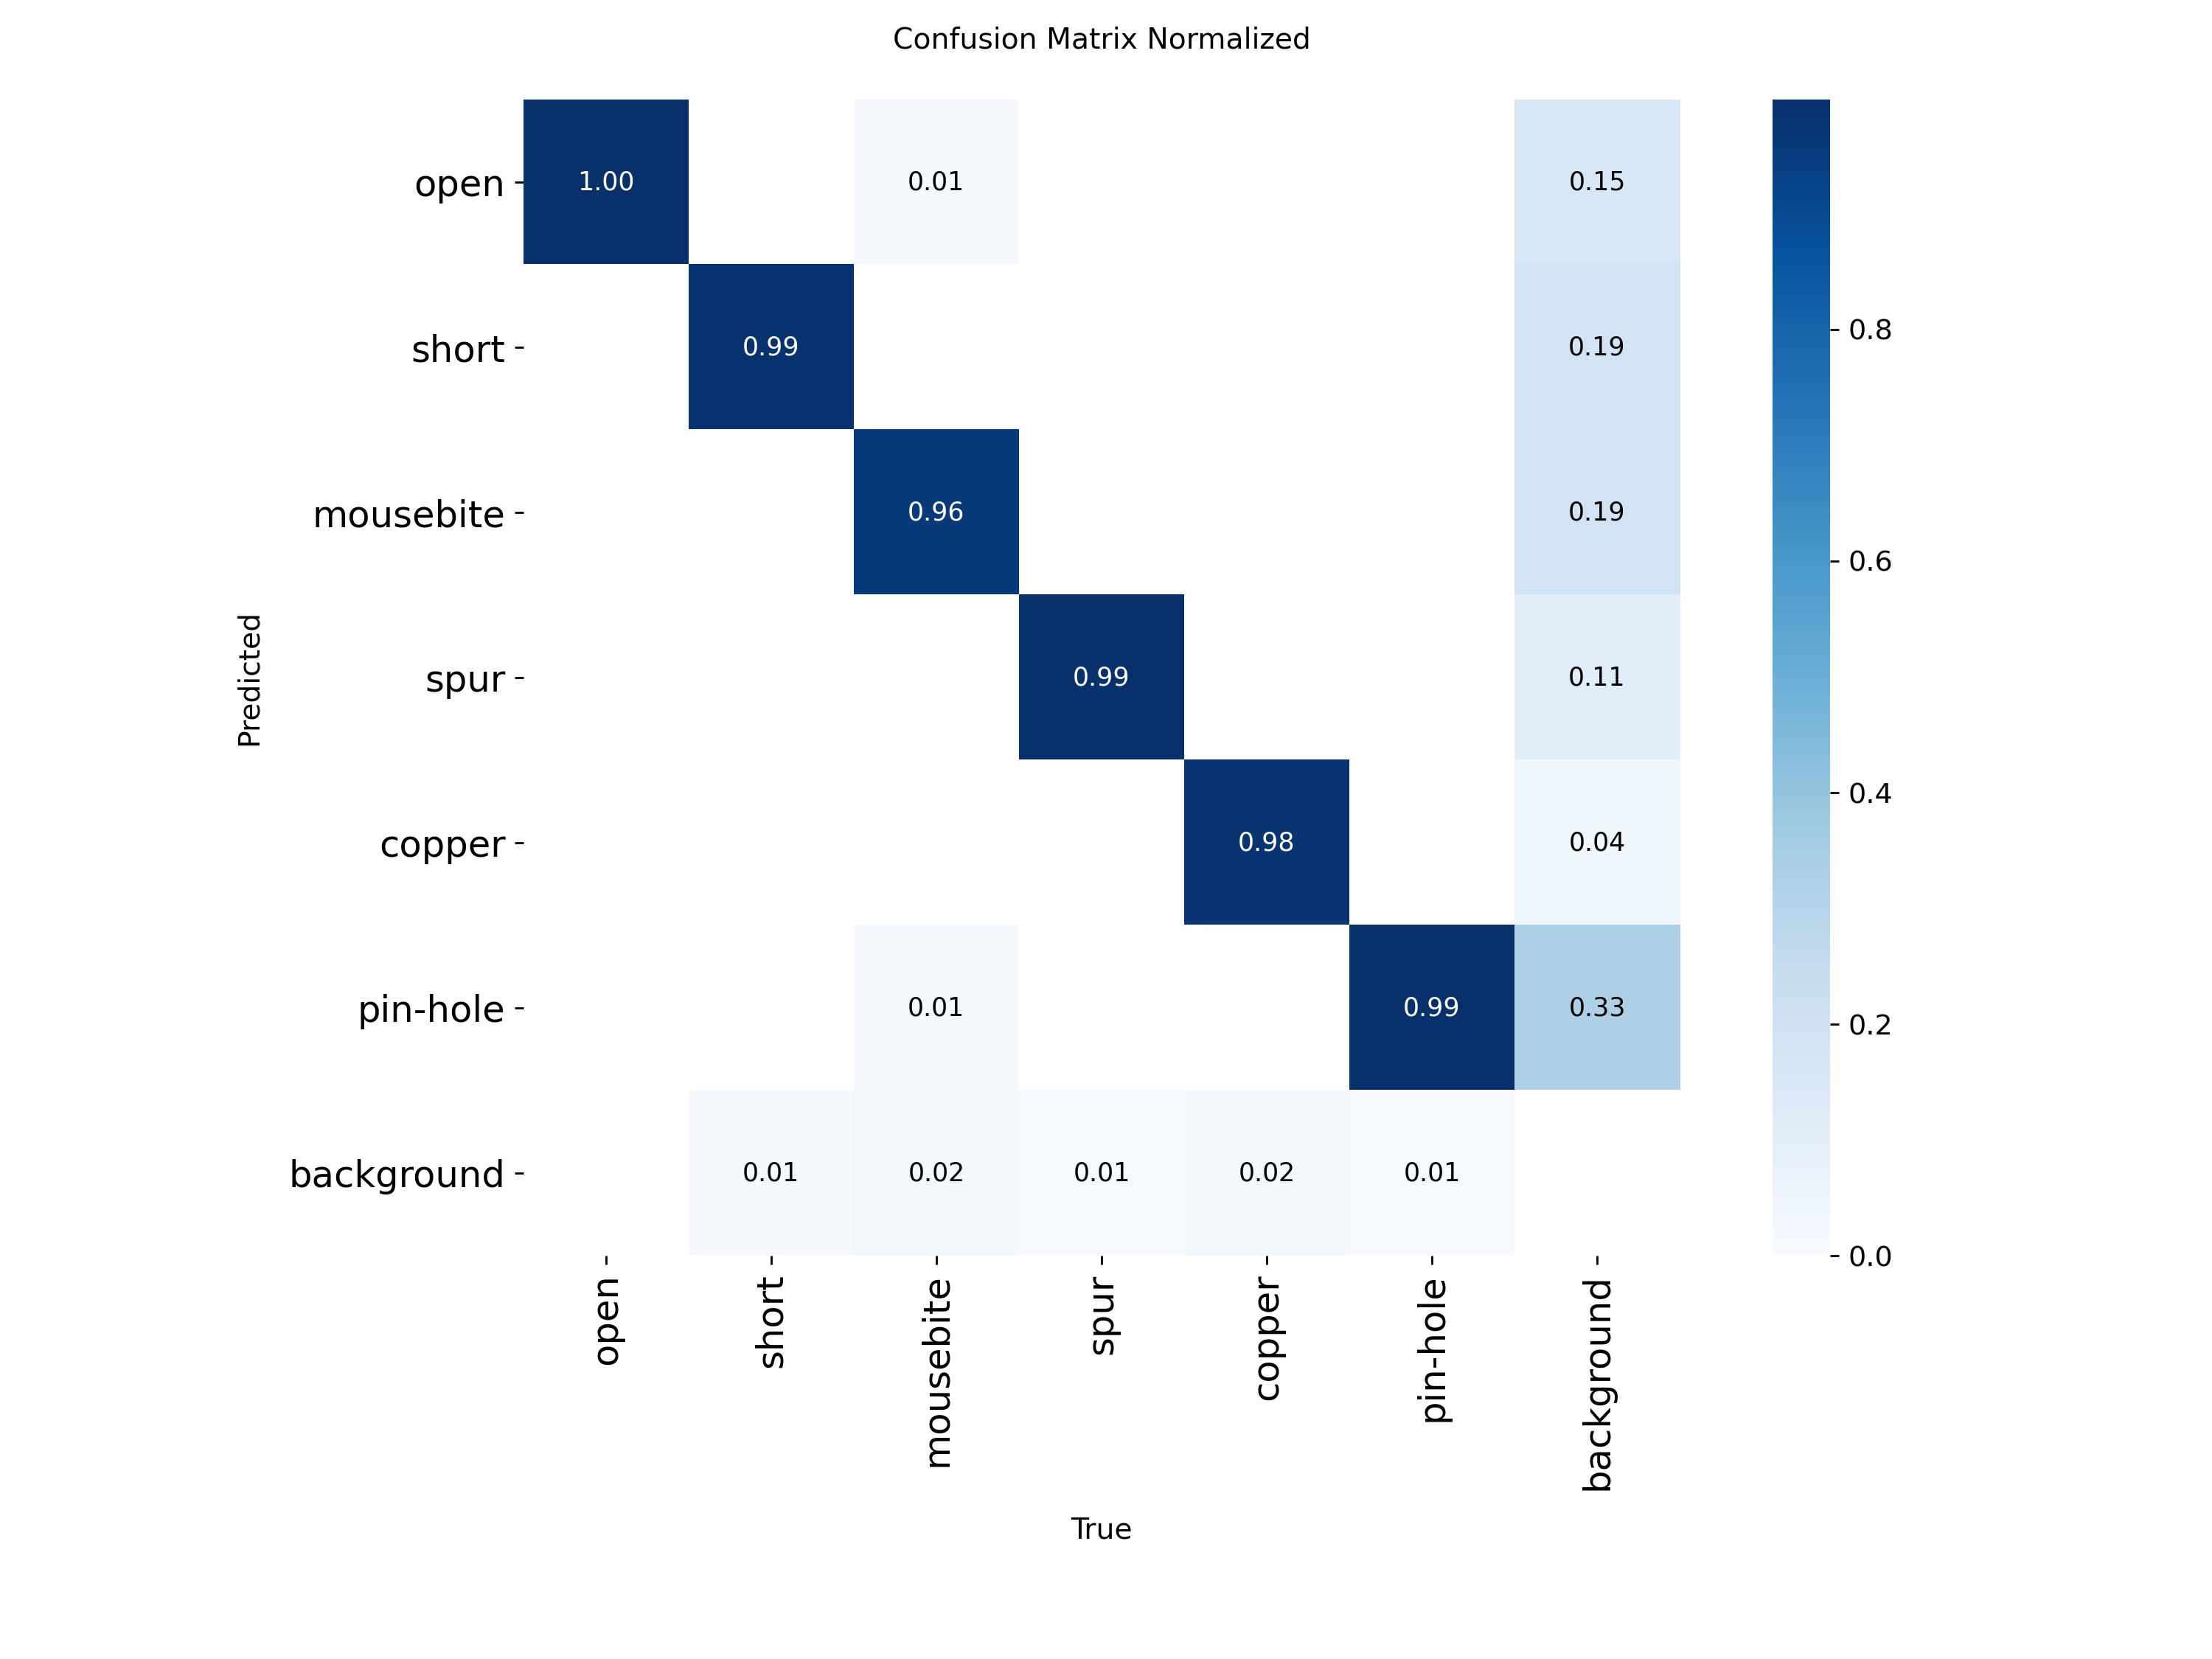 Confusion Matrix Normalized
open 1.00 0.01 0.15
short 0.99 0.19
mousebite 0.96 0.19
spur 0.99 0.11
copper 0.98 0.04
pin-hole 0.01 0.99 0.33
background 0.01 0.02 0.01 0.02 0.01
Predicted
open short mousebite spur copper pin-hole background
True
0.8
0.6
0.4
0.2
0.0